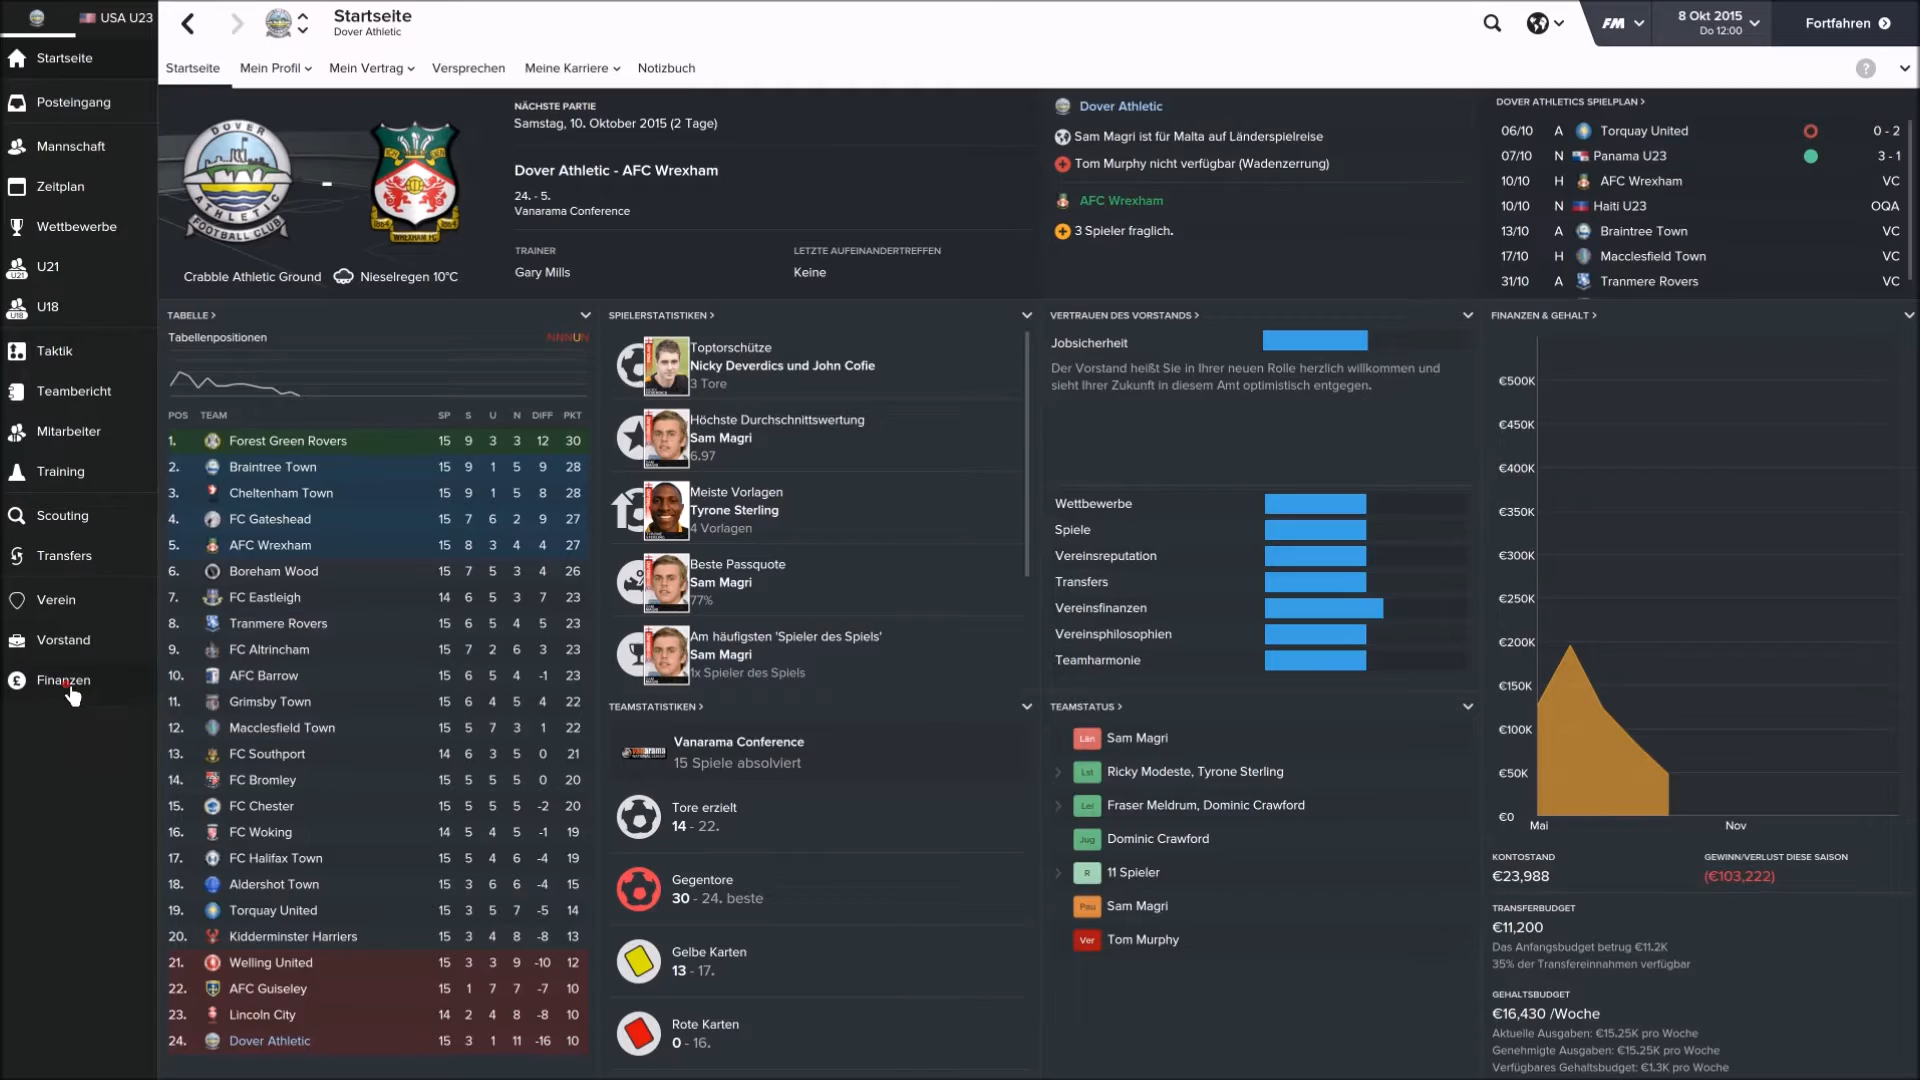 USA U23
Startseite
Dover Athletic
FM
8 Okt 2015
Do 12:00
Fortfahren
Startseite
Mein Profil
Mein Vertrag
Versprechen
Meine Karriere
Notizbuch
?
Startseite
Posteingang
Mannschaft
Zeitplan
Wettbewerbe
U21
U18
Taktik
Teambericht
Mitarbeiter
Training
Scouting
Transfers
Verein
Vorstand
Finanzen
DOVER
ATHLETIC
FOOTBALL CLUB
WREXHAM FC
-
Crabble Athletic Ground
Nieselregen 10°C
NÄCHSTE PARTIE
Samstag, 10. Oktober 2015 (2 Tage)
Dover Athletic - AFC Wrexham
24. - 5.
Vanarama Conference
TRAINER
Gary Mills
LETZTE AUFEINANDERTREFFEN
Keine
Dover Athletic
Sam Magri ist für Malta auf Länderspielreise
Tom Murphy nicht verfügbar (Wadenzerrung)
AFC Wrexham
3 Spieler fraglich.
DOVER ATHLETICS SPIELPLAN >
06/10 A Torquay United 0 - 2
07/10 N Panama U23 3 - 1
10/10 H AFC Wrexham VC
10/10 N Haiti U23 OQA
13/10 A Braintree Town VC
17/10 H Macclesfield Town VC
31/10 A Tranmere Rovers VC
TABELLE >
Tabellenpositionen
NNNNUN
POS TEAM SP S U N DIFF PKT
1. Forest Green Rovers 15 9 3 3 12 30
2. Braintree Town 15 9 1 5 9 28
3. Cheltenham Town 15 9 1 5 8 28
4. FC Gateshead 15 7 6 2 9 27
5. AFC Wrexham 15 8 3 4 4 27
6. Boreham Wood 15 7 5 3 4 26
7. FC Eastleigh 14 6 5 3 7 23
8. Tranmere Rovers 15 6 5 4 5 23
9. FC Altrincham 15 7 2 6 3 23
10. AFC Barrow 15 6 5 4 -1 23
11. Grimsby Town 15 6 4 5 4 22
12. Macclesfield Town 15 5 7 3 1 22
13. FC Southport 14 6 3 5 0 21
14. FC Bromley 15 5 5 5 0 20
15. FC Chester 15 5 5 5 -2 20
16. FC Woking 14 5 4 5 -1 19
17. FC Halifax Town 15 5 4 6 -4 19
18. Aldershot Town 15 3 6 6 -4 15
19. Torquay United 15 3 5 7 -5 14
20. Kidderminster Harriers 15 3 4 8 -8 13
21. Welling United 15 3 3 9 -10 12
22. AFC Guiseley 15 1 7 7 -7 10
23. Lincoln City 14 2 4 8 -8 10
24. Dover Athletic 15 3 1 11 -16 10
SPIELERSTATISTIKEN >
Toptorschütze
Nicky Deverdics und John Cofie
3 Tore
Höchste Durchschnittswertung
Sam Magri
6.97
Meiste Vorlagen
Tyrone Sterling
4 Vorlagen
Beste Passquote
Sam Magri
77%
Am häufigsten 'Spieler des Spiels'
Sam Magri
1x Spieler des Spiels
TEAMSTATISTIKEN >
Vanarama Conference
15 Spiele absolviert
Tore erzielt
14 - 22.
Gegentore
30 - 24. beste
Gelbe Karten
13 - 17.
Rote Karten
0 - 16.
VERTRAUEN DES VORSTANDS >
Jobsicherheit
Der Vorstand heißt Sie in Ihrer neuen Rolle herzlich willkommen und
sieht Ihrer Zukunft in diesem Amt optimistisch entgegen.
Wettbewerbe
Spiele
Vereinsreputation
Transfers
Vereinsfinanzen
Vereinsphilosophien
Teamharmonie
TEAMSTATUS >
Län Sam Magri
Lst Ricky Modeste, Tyrone Sterling
Lei Fraser Meldrum, Dominic Crawford
Jug Dominic Crawford
R 11 Spieler
Pau Sam Magri
Ver Tom Murphy
FINANZEN & GEHALT >
€500K
€450K
€400K
€350K
€300K
€250K
€200K
€150K
€100K
€50K
€0
Mai
Nov
KONTOSTAND
€23,988
GEWINN/VERLUST DIESE SAISON
(€103,222)
TRANSFERBUDGET
€11,200
Das Anfangsbudget betrug €11.2K
35% der Transfereinnahmen verfügbar
GEHALTSBUDGET
€16,430 /Woche
Aktuelle Ausgaben: €15.25K pro Woche
Genehmigte Ausgaben: €15.25K pro Woche
Verfügbares Gehaltsbudget: €1.3K pro Woche